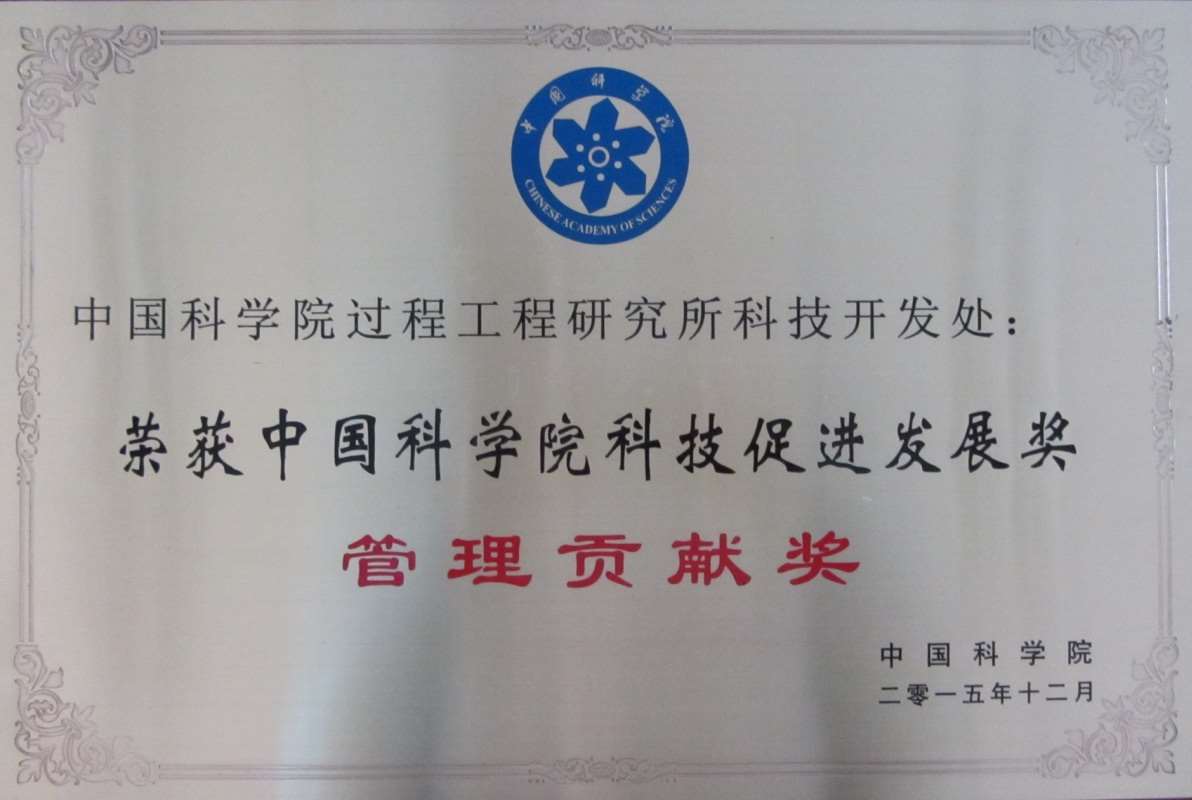 中国科学院
CHINESE ACADEMY OF SCIENCES
中国科学院过程工程研究所科技开发处：
荣获中国科学院科技促进发展奖
管理贡献奖
中国科学院
二零一五年十二月